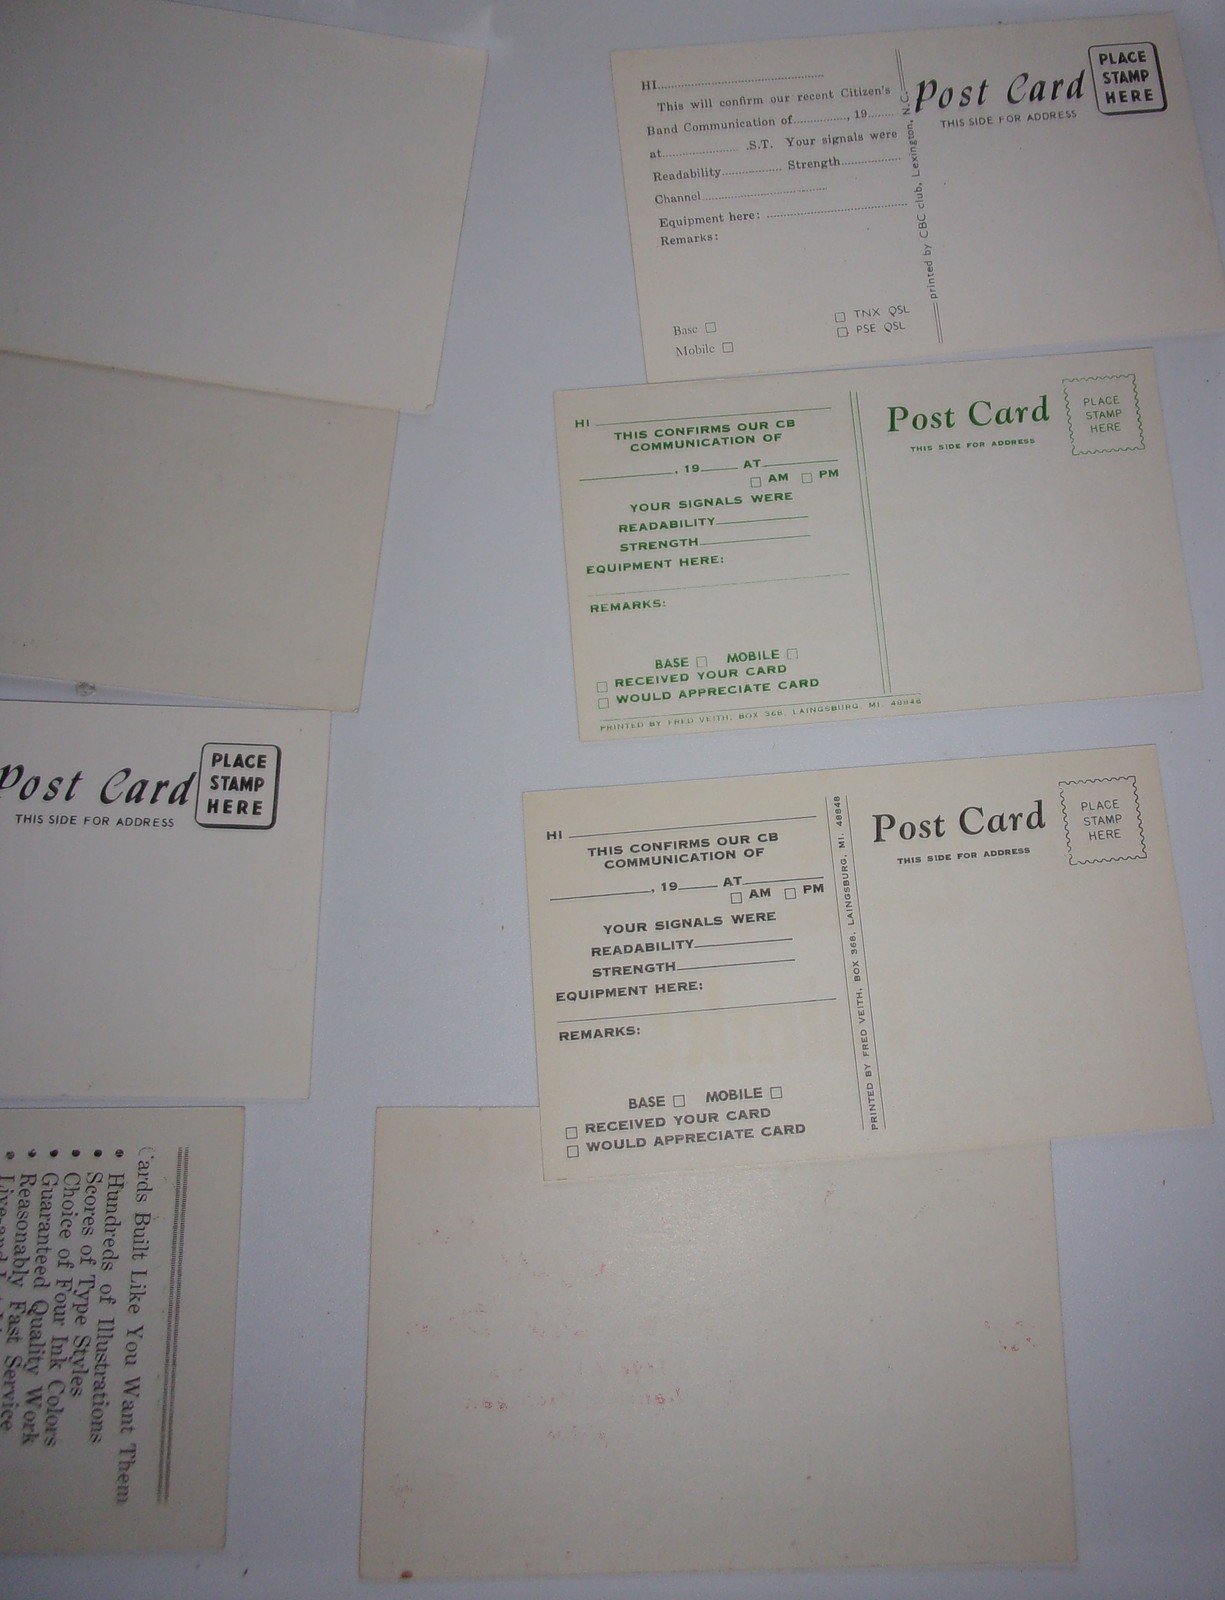 HI
This will confirm our recent Citizen's
Band Communication of , 19
at .S.T. Your signals were
Readability Strength
Channel
Equipment here:
Remarks:
Base
Mobile
TNX QSL
PSE QSL
printed by CBC club, Lexington, N.C.
Post Card
THIS SIDE FOR ADDRESS
PLACE
STAMP
HERE
HI
THIS CONFIRMS OUR CB
COMMUNICATION OF
, 19 AT
AM PM
YOUR SIGNALS WERE
READABILITY
STRENGTH
EQUIPMENT HERE:
REMARKS:
BASE MOBILE
RECEIVED YOUR CARD
WOULD APPRECIATE CARD
PRINTED BY FRED VEITH, BOX 368, LAINGSBURG, MI. 48848
Post Card
THIS SIDE FOR ADDRESS
PLACE
STAMP
HERE
Post Card
THIS SIDE FOR ADDRESS
PLACE
STAMP
HERE
HI
THIS CONFIRMS OUR CB
COMMUNICATION OF
, 19 AT
AM PM
YOUR SIGNALS WERE
READABILITY
STRENGTH
EQUIPMENT HERE:
REMARKS:
BASE MOBILE
RECEIVED YOUR CARD
WOULD APPRECIATE CARD
PRINTED BY FRED VEITH, BOX 368, LAINGSBURG, MI. 48848
Post Card
THIS SIDE FOR ADDRESS
PLACE
STAMP
HERE
Cards Built Like You Want Them
• Hundreds of Illustrations
• Scores of Type Styles
• Choice of Four Ink Colors
• Guaranteed Quality Work
• Reasonably Fast Service